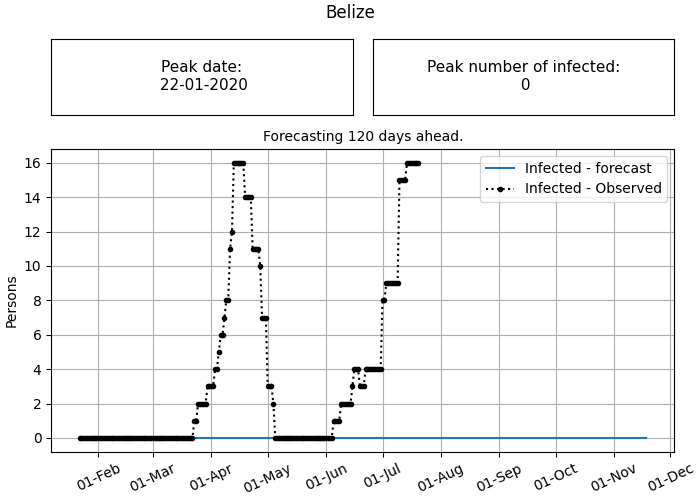 Belize
Peak date:
22-01-2020
Peak number of infected:
0
Forecasting 120 days ahead.
Infected - forecast
Infected - Observed
Persons
16
14
12
10
8
6
4
2
0
01-Feb
01-Mar
01-Apr
01-May
01-Jun
01-Jul
01-Aug
01-Sep
01-Oct
01-Nov
01-Dec